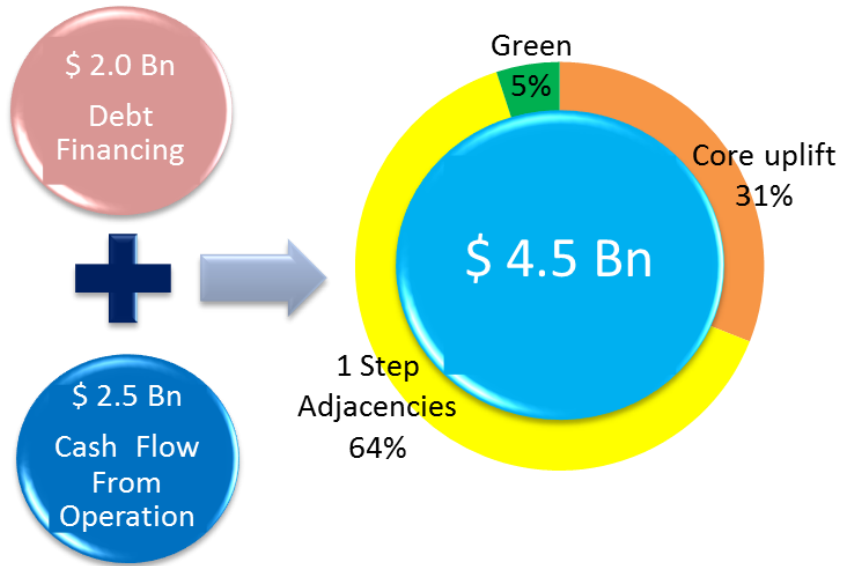 $ 2.0 Bn
Debt
Financing
$ 2.5 Bn
Cash Flow
From
Operation
Green
5%
Core uplift
31%
$ 4.5 Bn
1 Step
Adjacencies
64%